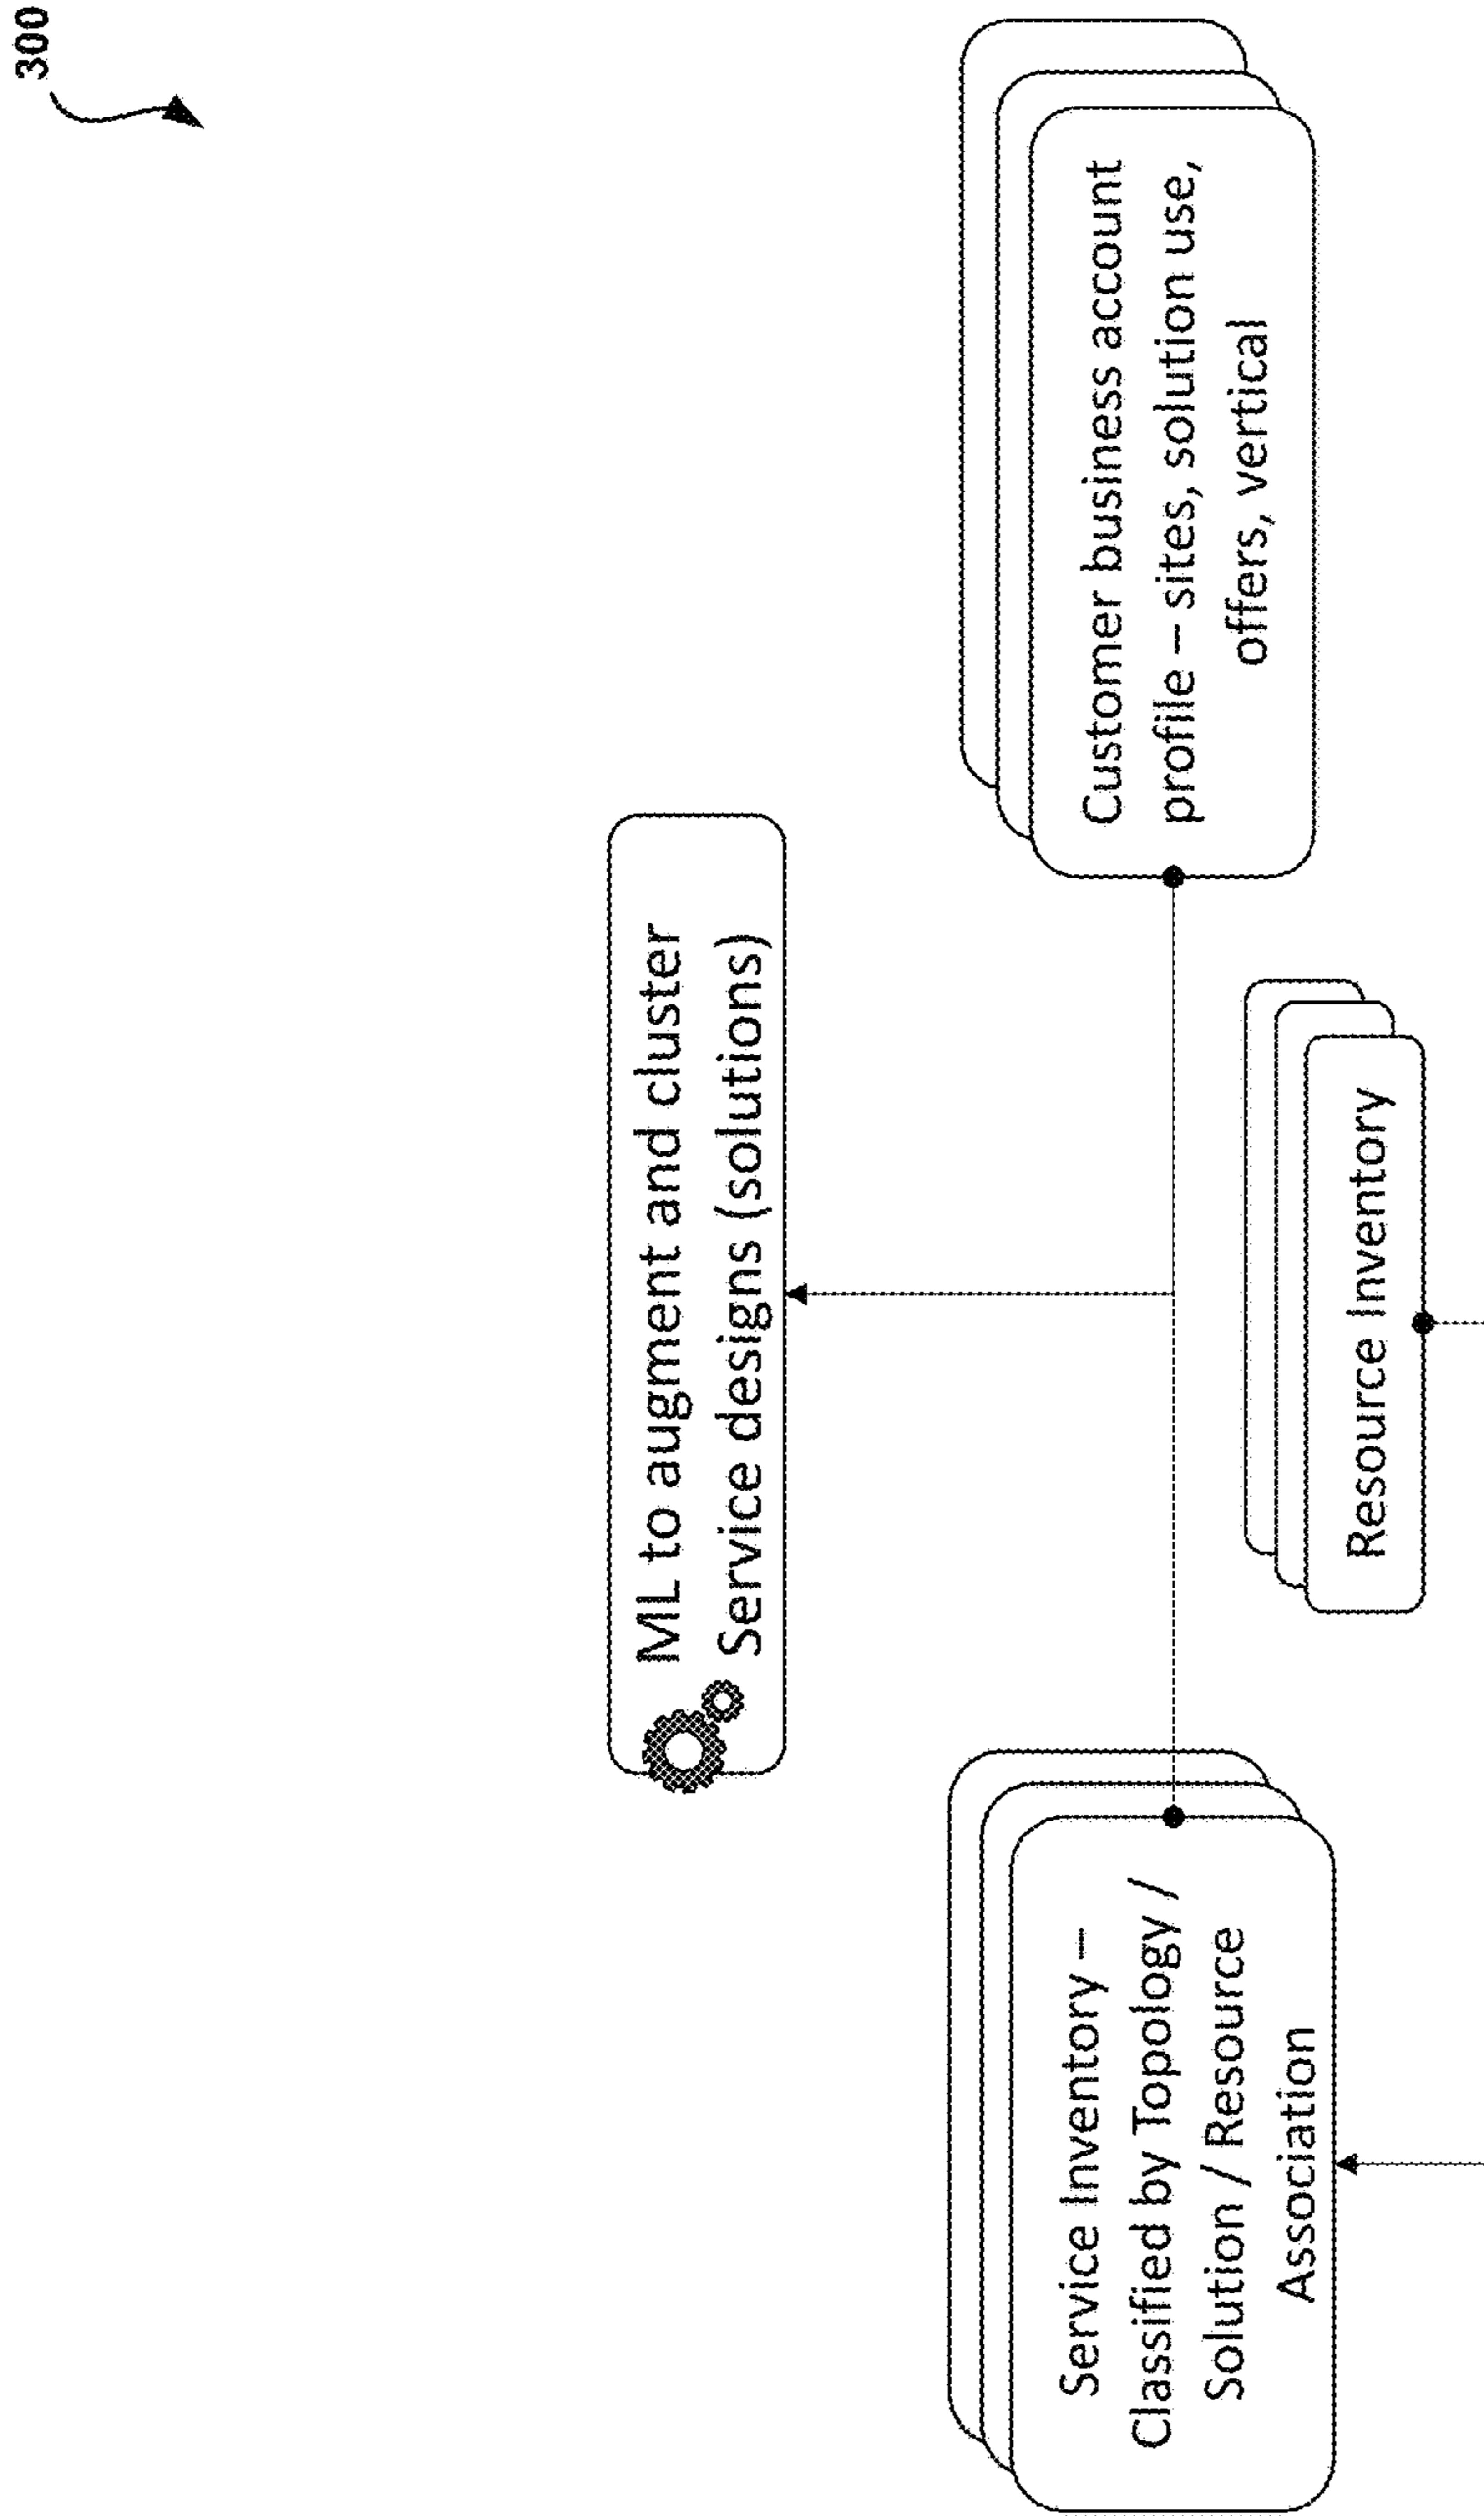 300
ML to augment and cluster
Service designs (solutions)
Service Inventory –
Classified by Topology /
Solution / Resource
Association
Customer business account
profile – sites, solution use,
offers, vertical
Resource Inventory